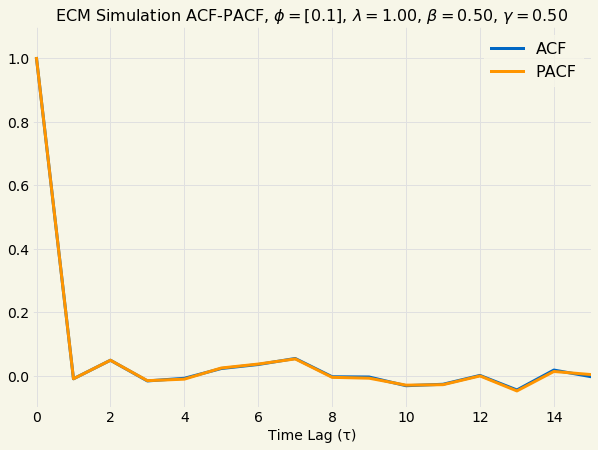 ECM Simulation ACF-PACF, ϕ = [0.1], λ = 1.00, β = 0.50, γ = 0.50
ACF
PACF
1.0
0.8
0.6
0.4
0.2
0.0
0 2 4 6 8 10 12 14
Time Lag (τ)